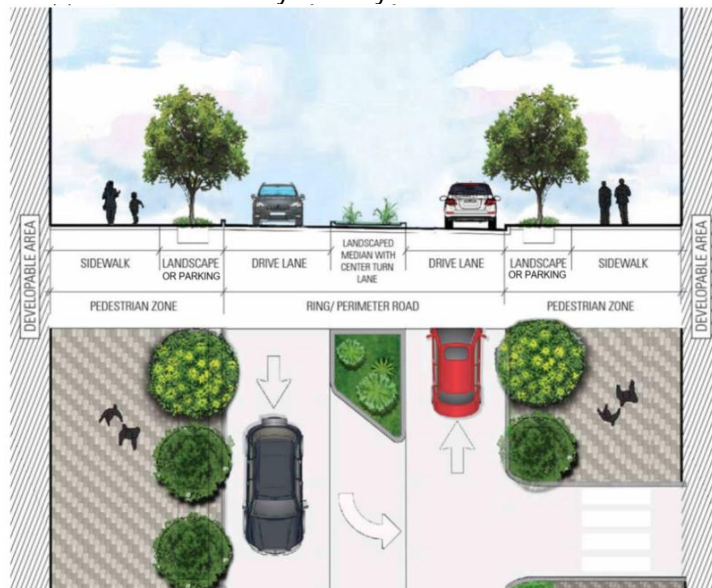 DEVELOPABLE AREA
SIDEWALK
LANDSCAPE
OR PARKING
DRIVE LANE
LANDSCAPED
MEDIAN WITH
CENTER TURN
LANE
DRIVE LANE
LANDSCAPE
OR PARKING
SIDEWALK
DEVELOPABLE AREA
PEDESTRIAN ZONE
RING/ PERIMETER ROAD
PEDESTRIAN ZONE